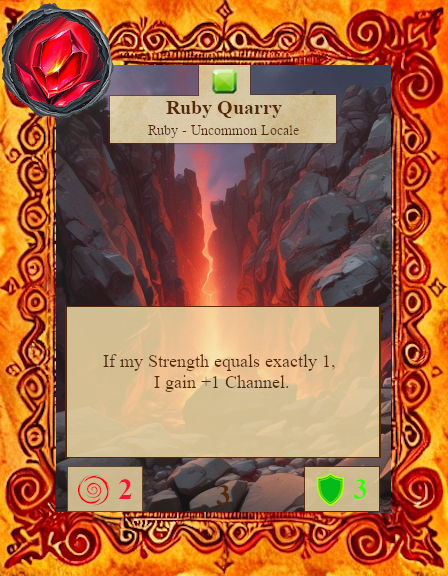 Ruby Quarry
Ruby - Uncommon Locale
If my Strength equals exactly 1,
I gain +1 Channel.
2
3
3